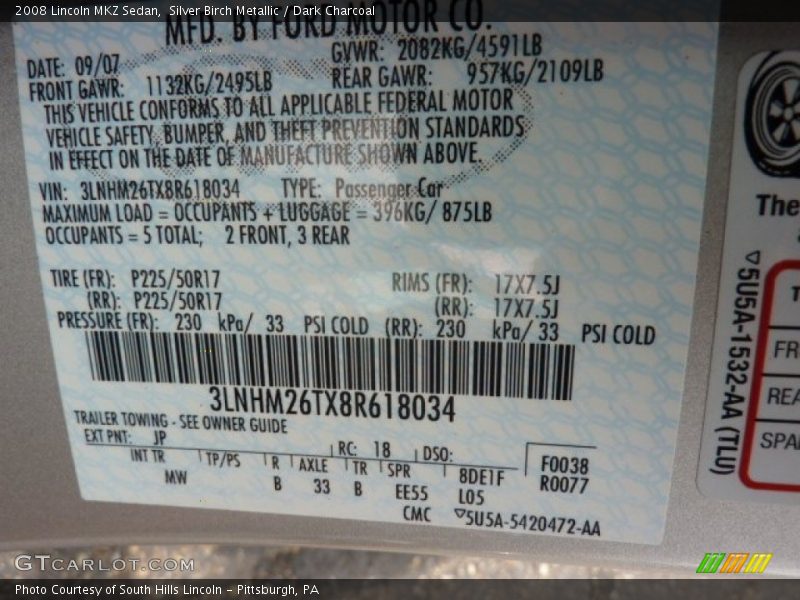 2008 Lincoln MKZ Sedan, Silver Birch Metallic / Dark Charcoal
MFD. BY FORD MOTOR CO.
DATE: 09/07 GVWR: 2082KG/4591LB
FRONT GAWR: 1132KG/2495LB REAR GAWR: 957KG/2109LB
THIS VEHICLE CONFORMS TO ALL APPLICABLE FEDERAL MOTOR
VEHICLE SAFETY, BUMPER, AND THEFT PREVENTION STANDARDS
IN EFFECT ON THE DATE OF MANUFACTURE SHOWN ABOVE.
VIN: 3LNHM26TX8R618034 TYPE: Passenger Car
MAXIMUM LOAD = OCCUPANTS + LUGGAGE = 396KG/ 875LB
OCCUPANTS = 5 TOTAL; 2 FRONT, 3 REAR
TIRE (FR): P225/50R17 RIMS (FR): 17X7.5J
(RR): P225/50R17 (RR): 17X7.5J
PRESSURE (FR): 230 kPa/ 33 PSI COLD (RR): 230 kPa/ 33 PSI COLD
3LNHM26TX8R618034
TRAILER TOWING - SEE OWNER GUIDE
EXT PNT: JP RC: 18 DSO:
INT TR TP/PS R AXLE TR SPR 8DE1F F0038
MW B 33 B EE55 L05 R0077
CMC ▽5U5A-5420472-AA
The
▽5U5A-1532-AA (TLU)
T
FR
REA
SPA
GTCARLOT.COM
Photo Courtesy of South Hills Lincoln - Pittsburgh, PA